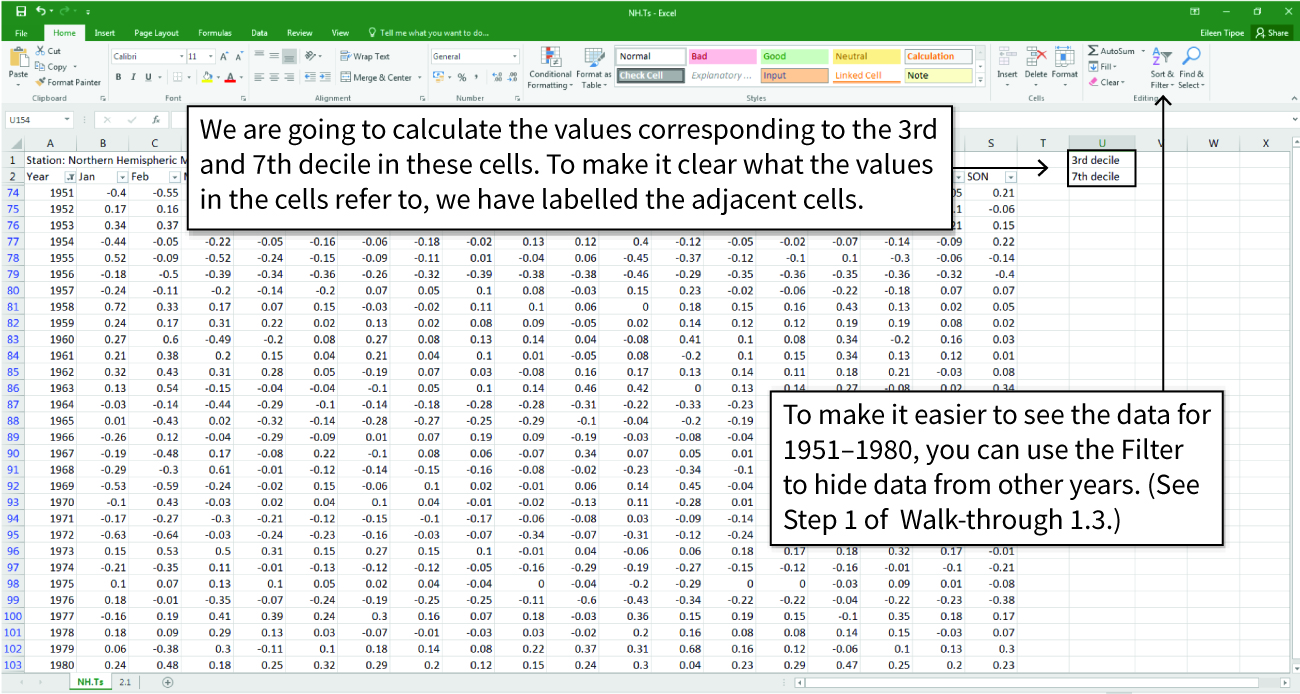 NH.Ts - Excel
File Home Insert Page Layout Formulas Data Review View Tell me what you want to do... Eileen Tipoe Share
Paste Cut Copy Format Painter Calibri 11 B I U A Wrap Text Merge & Center General % Conditional Formatting Format as Table Normal Bad Good Neutral Calculation Check Cell Explanatory ... Input Linked Cell Note Insert Delete Format AutoSum Fill Clear Sort & Filter Find & Select
Clipboard Font Alignment Number Styles Cells Editing
U154 fx
We are going to calculate the values corresponding to the 3rd
and 7th decile in these cells. To make it clear what the values
in the cells refer to, we have labelled the adjacent cells.
A B C S T U V W X
1 Station: Northern Hemispheric M 3rd decile
2 Year Jan Feb SON 7th decile
74 1951 -0.4 -0.55 05 0.21
75 1952 0.17 0.16 .1 -0.06
76 1953 0.34 0.37 21 0.15
77 1954 -0.44 -0.05 -0.22 -0.05 -0.16 -0.06 -0.18 -0.02 0.13 0.12 0.4 -0.12 -0.05 -0.02 -0.07 -0.14 -0.09 0.22
78 1955 0.52 -0.09 -0.52 -0.24 -0.15 -0.09 -0.11 0.01 -0.04 0.06 -0.45 -0.37 -0.12 -0.1 0.1 -0.3 -0.06 -0.14
79 1956 -0.18 -0.5 -0.39 -0.34 -0.36 -0.26 -0.32 -0.39 -0.38 -0.38 -0.46 -0.29 -0.35 -0.36 -0.35 -0.36 -0.32 -0.4
80 1957 -0.24 -0.11 -0.2 -0.14 -0.2 0.07 0.05 0.1 0.08 -0.03 0.15 0.23 -0.02 -0.06 -0.22 -0.18 0.07 0.07
81 1958 0.72 0.33 0.17 0.07 0.15 -0.03 -0.02 0.11 0.1 0.06 0 0.18 0.15 0.16 0.43 0.13 0.02 0.05
82 1959 0.24 0.17 0.31 0.22 0.02 0.13 0.02 0.08 0.09 -0.05 0.02 0.14 0.12 0.12 0.19 0.19 0.08 0.02
83 1960 0.27 0.6 -0.49 -0.2 0.08 0.27 0.08 0.13 0.14 0.04 -0.08 0.41 0.1 0.08 0.34 -0.2 0.16 0.03
84 1961 0.21 0.38 0.2 0.15 0.04 0.21 0.04 0.1 0.01 -0.05 0.08 -0.2 0.1 0.15 0.34 0.13 0.12 0.01
85 1962 0.32 0.43 0.31 0.28 0.05 -0.19 0.07 0.03 -0.08 0.16 0.17 0.13 0.14 0.11 0.18 0.21 -0.03 0.08
86 1963 0.13 0.54 -0.15 -0.04 -0.04 -0.1 0.05 0.1 0.14 0.46 0.42 0 0.13 0.14 0.27 -0.08 0.02 0.34
87 1964 -0.03 -0.14 -0.44 -0.29 -0.1 -0.14 -0.18 -0.28 -0.28 -0.31 -0.22 -0.33 -0.23
88 1965 0.01 -0.43 0.02 -0.32 -0.14 -0.28 -0.27 -0.25 -0.29 -0.1 -0.04 -0.2 -0.19
89 1966 -0.26 0.12 -0.04 -0.29 -0.09 0.01 0.07 0.19 0.09 -0.19 -0.03 -0.08 -0.04
90 1967 -0.19 -0.48 0.17 -0.08 0.22 -0.1 0.08 0.06 -0.07 0.34 0.07 0.05 0.01
91 1968 -0.29 -0.3 0.61 -0.01 -0.12 -0.14 -0.15 -0.16 -0.08 -0.02 -0.23 -0.34 -0.1
92 1969 -0.53 -0.59 -0.24 -0.02 0.15 -0.06 0.1 0.02 -0.01 0.06 0.14 0.45 -0.04
93 1970 -0.1 0.43 -0.03 0.02 0.04 0.1 0.04 -0.01 -0.02 -0.13 0.11 -0.28 0.01
94 1971 -0.17 -0.27 -0.3 -0.21 -0.12 -0.15 -0.1 -0.17 -0.06 -0.08 0.03 -0.09 -0.14
95 1972 -0.63 -0.64 -0.03 -0.24 -0.23 -0.16 -0.03 -0.07 -0.34 -0.07 -0.31 -0.12 -0.24
96 1973 0.15 0.53 0.5 0.31 0.15 0.27 0.15 0.1 -0.01 0.04 -0.06 0.06 0.18 0.17 0.18 0.32 0.17 -0.01
97 1974 -0.21 -0.35 0.11 -0.01 -0.13 -0.12 -0.12 -0.05 -0.16 -0.29 -0.19 -0.27 -0.15 -0.12 -0.16 -0.01 -0.1 -0.21
98 1975 0.1 0.07 0.13 0.1 0.05 0.02 0.04 -0.04 0 -0.04 -0.2 -0.29 0 0 -0.03 0.09 0.01 -0.08
99 1976 0.18 -0.01 -0.35 -0.07 -0.24 -0.19 -0.25 -0.25 -0.11 -0.6 -0.43 -0.34 -0.22 -0.22 -0.04 -0.22 -0.23 -0.38
100 1977 -0.16 0.19 0.41 0.39 0.24 0.3 0.16 0.07 0.18 -0.03 0.36 0.15 0.19 0.15 -0.1 0.35 0.18 0.17
101 1978 0.18 0.09 0.29 0.13 0.03 -0.07 -0.01 -0.03 0.03 -0.02 0.2 0.16 0.08 0.08 0.14 0.15 -0.03 0.07
102 1979 0.06 -0.38 0.3 -0.11 0.1 0.18 0.14 0.08 0.22 0.37 0.31 0.68 0.16 0.12 -0.06 0.1 0.13 0.3
103 1980 0.24 0.48 0.18 0.25 0.32 0.29 0.2 0.12 0.15 0.24 0.3 0.04 0.23 0.29 0.47 0.25 0.2 0.23
To make it easier to see the data for
1951–1980, you can use the Filter
to hide data from other years. (See
Step 1 of Walk-through 1.3.)
NH.Ts 2.1